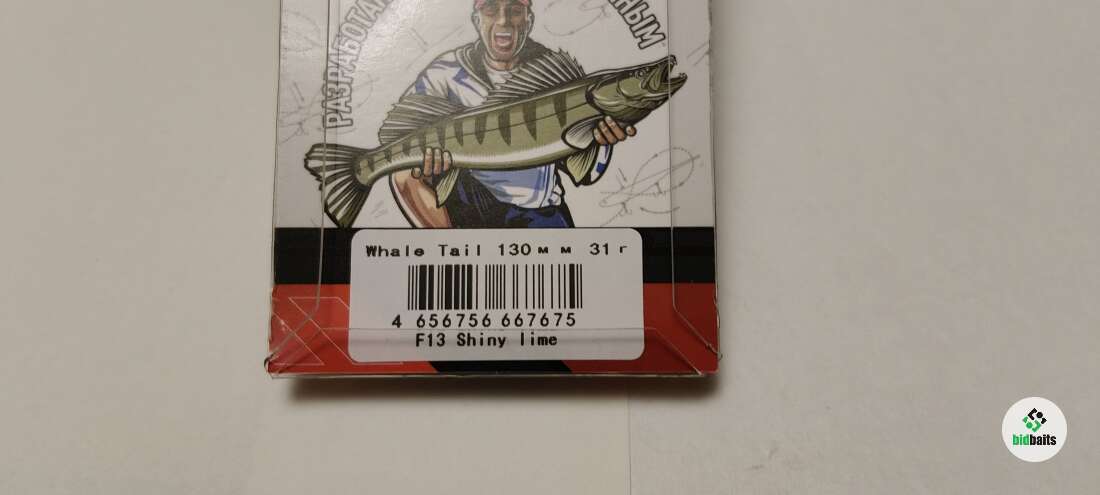 Whale Tail 130мм 31г
4 656756 667675
F13 Shiny lime
bidbaits